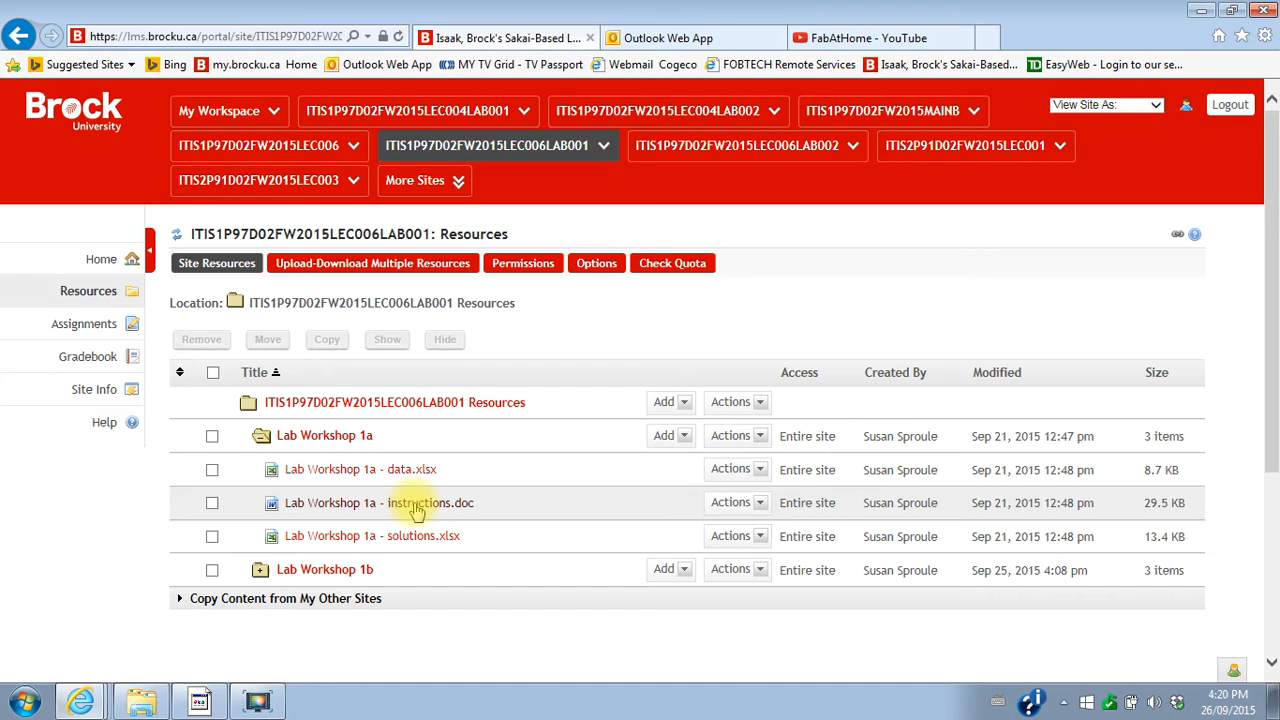 https://lms.brocku.ca/portal/site/ITIS1P97D02FW20
Isaak, Brock's Sakai-Based L...
Outlook Web App
FabAtHome - YouTube
Suggested Sites
Bing
my.brocku.ca Home
Outlook Web App
MY TV Grid - TV Passport
Webmail Cogeco
FOBTECH Remote Services
Isaak, Brock's Sakai-Based...
EasyWeb - Login to our se...
Brock
University
My Workspace
ITIS1P97D02FW2015LEC004LAB001
ITIS1P97D02FW2015LEC004LAB002
ITIS1P97D02FW2015MAINB
View Site As:
Logout
ITIS1P97D02FW2015LEC006
ITIS1P97D02FW2015LEC006LAB001
ITIS1P97D02FW2015LEC006LAB002
ITIS2P91D02FW2015LEC001
ITIS2P91D02FW2015LEC003
More Sites
Home
Resources
Assignments
Gradebook
Site Info
Help
ITIS1P97D02FW2015LEC006LAB001: Resources
Site Resources
Upload-Download Multiple Resources
Permissions
Options
Check Quota
Location: ITIS1P97D02FW2015LEC006LAB001 Resources
Remove
Move
Copy
Show
Hide
Title Access Created By Modified Size
ITIS1P97D02FW2015LEC006LAB001 Resources Add Actions
Lab Workshop 1a Add Actions Entire site Susan Sproule Sep 21, 2015 12:47 pm 3 items
Lab Workshop 1a - data.xlsx Actions Entire site Susan Sproule Sep 21, 2015 12:48 pm 8.7 KB
Lab Workshop 1a - instructions.doc Actions Entire site Susan Sproule Sep 21, 2015 12:48 pm 29.5 KB
Lab Workshop 1a - solutions.xlsx Actions Entire site Susan Sproule Sep 21, 2015 12:48 pm 13.4 KB
Lab Workshop 1b Add Actions Entire site Susan Sproule Sep 25, 2015 4:08 pm 3 items
Copy Content from My Other Sites
4:20 PM
26/09/2015